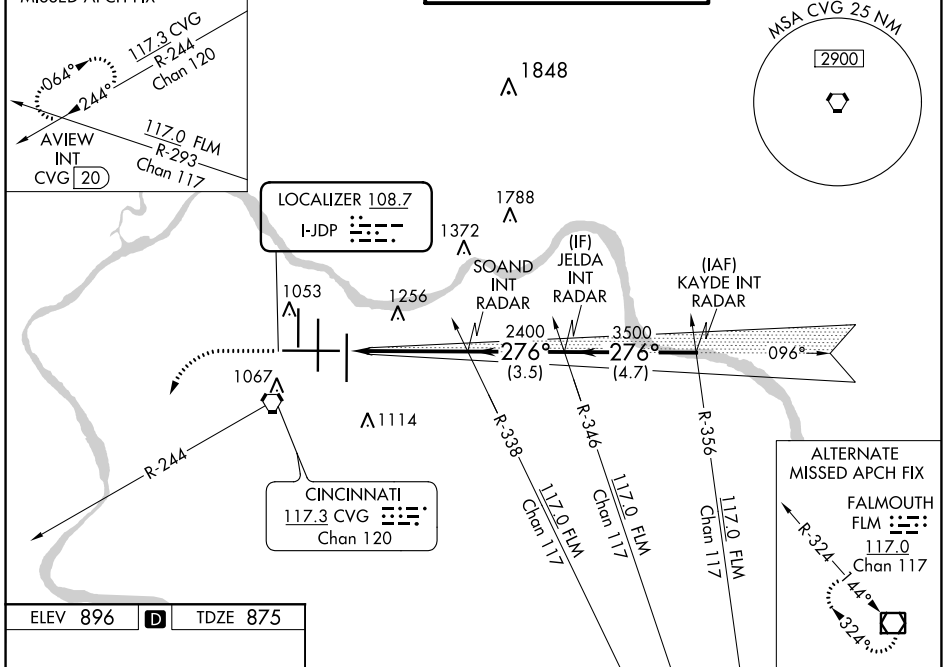 MISSED APCH FIX
117.3 CVG
R-244
Chan 120
064°
244°
117.0 FLM
R-293
Chan 117
AVIEW
INT
CVG 20
MSA CVG 25 NM
2900
1848
LOCALIZER 108.7
I-JDP
1788
1372
1053
1256
SOAND
INT
RADAR
(IF)
JELDA
INT
RADAR
(IAF)
KAYDE INT
RADAR
2400
276°
(3.5)
3500
276°
(4.7)
096°
1067
1114
R-244
CINCINNATI
117.3 CVG
Chan 120
R-338
117.0 FLM
Chan 117
R-346
117.0 FLM
Chan 117
R-356
117.0 FLM
Chan 117
ALTERNATE
MISSED APCH FIX
FALMOUTH
FLM
117.0
Chan 117
R-324
144°
324°
ELEV 896 D TDZE 875